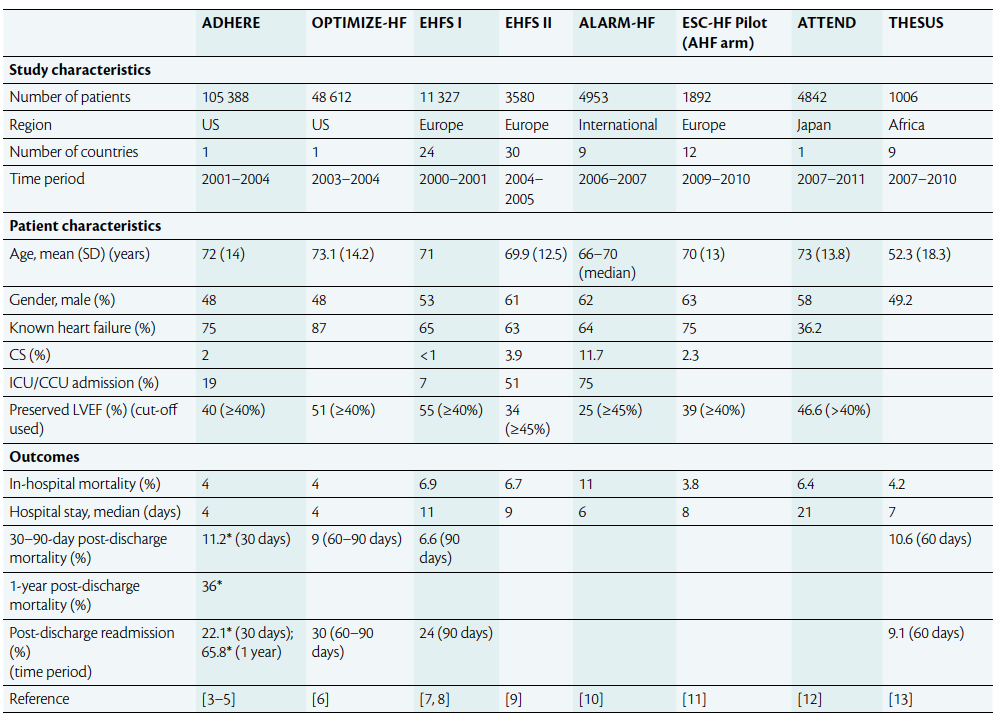 ADHERE OPTIMIZE-HF EHFS I EHFS II ALARM-HF ESC-HF Pilot ATTEND THESUS
(AHF arm)
Study characteristics
Number of patients 105 388 48 612 11 327 3580 4953 1892 4842 1006
Region US US Europe Europe International Europe Japan Africa
Number of countries 1 1 24 30 9 12 1 9
Time period 2001–2004 2003–2004 2000–2001 2004– 2006–2007 2009–2010 2007–2011 2007–2010
2005
Patient characteristics
Age, mean (SD) (years) 72 (14) 73.1 (14.2) 71 69.9 (12.5) 66–70 70 (13) 73 (13.8) 52.3 (18.3)
(median)
Gender, male (%) 48 48 53 61 62 63 58 49.2
Known heart failure (%) 75 87 65 63 64 75 36.2
CS (%) 2 <1 3.9 11.7 2.3
ICU/CCU admission (%) 19 7 51 75
Preserved LVEF (%) (cut-off 40 (≥40%) 51 (≥40%) 55 (≥40%) 34 25 (≥45%) 39 (≥40%) 46.6 (>40%)
used) (≥45%)
Outcomes
In-hospital mortality (%) 4 4 6.9 6.7 11 3.8 6.4 4.2
Hospital stay, median (days) 4 4 11 9 6 8 21 7
30–90-day post-discharge 11.2* (30 days) 9 (60–90 days) 6.6 (90 10.6 (60 days)
mortality (%) days)
1-year post-discharge 36*
mortality (%)
Post-discharge readmission 22.1* (30 days); 30 (60–90 24 (90 days) 9.1 (60 days)
(%) 65.8* (1 year) days)
(time period)
Reference [3–5] [6] [7, 8] [9] [10] [11] [12] [13]